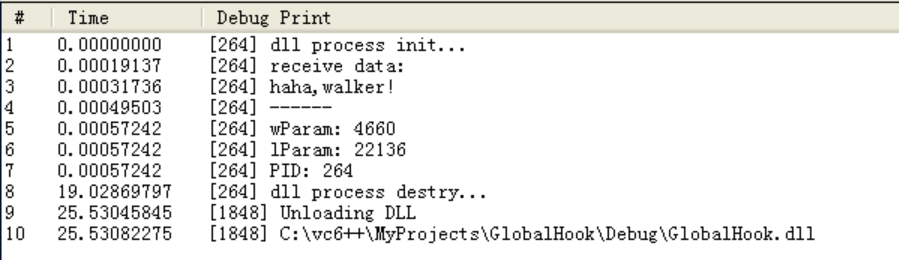 # Time Debug Print
1 0.00000000 [264] dll process init...
2 0.00019137 [264] receive data:
3 0.00031736 [264] haha,walker!
4 0.00049503 [264] ------
5 0.00057242 [264] wParam: 4660
6 0.00057242 [264] lParam: 22136
7 0.00057242 [264] PID: 264
8 19.02869797 [264] dll process destry...
9 25.53045845 [1848] Unloading DLL
10 25.53082275 [1848] C:\vc6++\MyProjects\GlobalHook\Debug\GlobalHook.dll